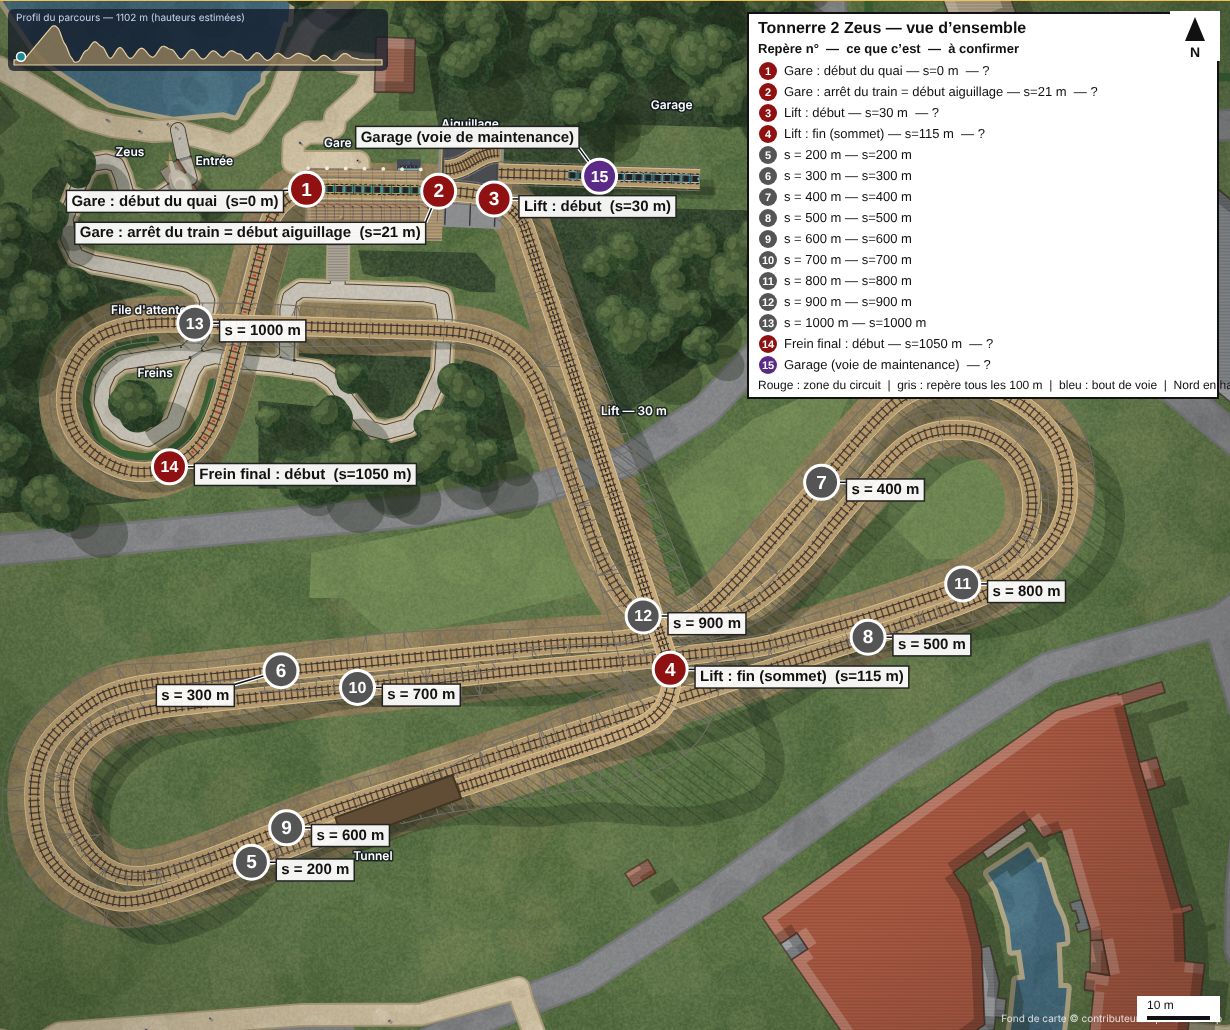 Profil du parcours — 1102 m (hauteurs estimées)
Tonnerre 2 Zeus — vue d’ensemble
Repère n° — ce que c’est — à confirmer
1 Gare : début du quai — s=0 m — ?
2 Gare : arrêt du train = début aiguillage — s=21 m — ?
3 Lift : début — s=30 m — ?
4 Lift : fin (sommet) — s=115 m — ?
5 s = 200 m — s=200 m
6 s = 300 m — s=300 m
7 s = 400 m — s=400 m
8 s = 500 m — s=500 m
9 s = 600 m — s=600 m
10 s = 700 m — s=700 m
11 s = 800 m — s=800 m
12 s = 900 m — s=900 m
13 s = 1000 m — s=1000 m
14 Frein final : début — s=1050 m — ?
15 Garage (voie de maintenance) — ?
Rouge : zone du circuit | gris : repère tous les 100 m | bleu : bout de voie | Nord en ha
N
Garage
Aiguillage
Garage (voie de maintenance)
Gare
Zeus
Entrée
15
1
2
3
Gare : début du quai (s=0 m)
Lift : début (s=30 m)
Gare : arrêt du train = début aiguillage (s=21 m)
File d'attente
13
s = 1000 m
Freins
Lift — 30 m
14
Frein final : début (s=1050 m)
7
s = 400 m
11
s = 800 m
12
s = 900 m
8
s = 500 m
4
Lift : fin (sommet) (s=115 m)
6
s = 300 m
10
s = 700 m
9
s = 600 m
Tunnel
5
s = 200 m
10 m
Fond de carte © contributeu